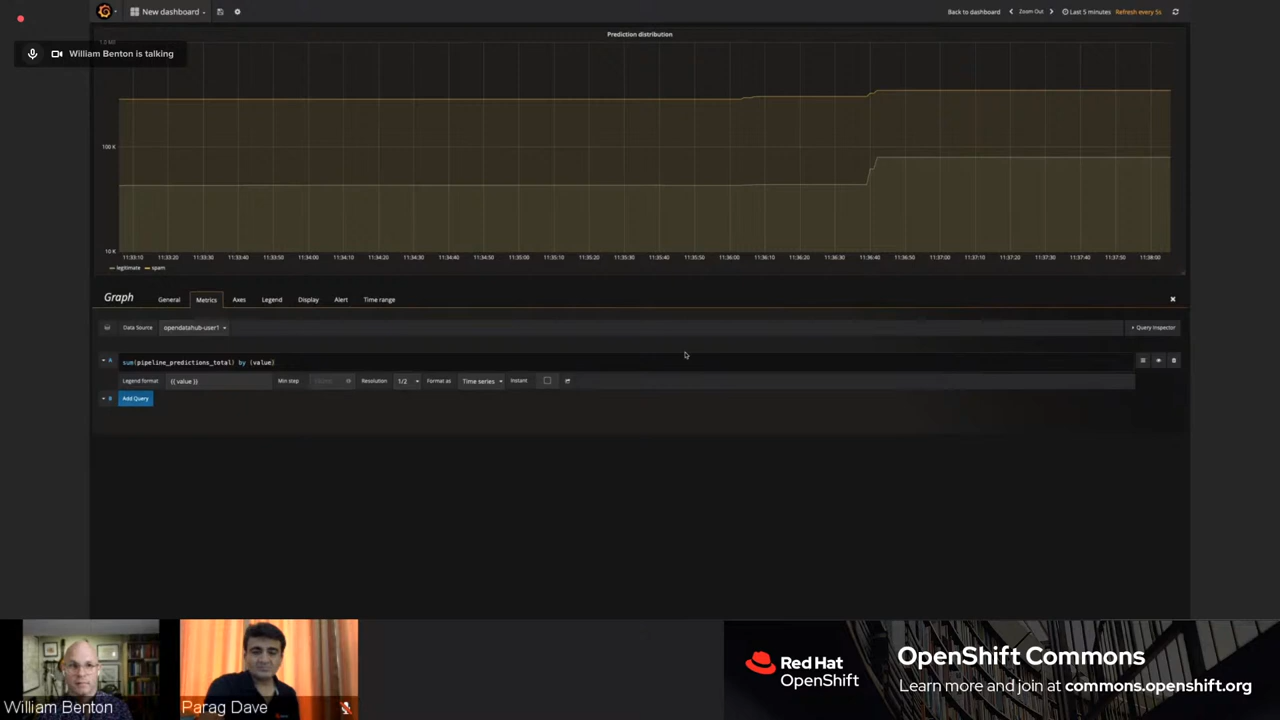 New dashboard
Back to dashboard
Zoom Out
Last 5 minutes
Refresh every 5s
Prediction distribution
William Benton is talking
100 K
10 K
11:33:10 11:33:20 11:33:30 11:33:40 11:33:50 11:34:00 11:34:10 11:34:20 11:34:30 11:34:40 11:34:50 11:35:00 11:35:10 11:35:20 11:35:30 11:35:40 11:35:50 11:36:00 11:36:10 11:36:20 11:36:30 11:36:40 11:36:50 11:37:00 11:37:10 11:37:20 11:37:30 11:37:40 11:37:50 11:38:00
legitimate spam
Graph General Metrics Axes Legend Display Alert Time range
Data Source opendatahub-user1 Query Inspector
A sum(pipeline_predictions_total) by (value)
Legend format {{ value }} Min step Resolution 1/2 Format as Time series Instant
B Add Query
William Benton
Parag Dave
Red Hat
OpenShift
OpenShift Commons
Learn more and join at commons.openshift.org